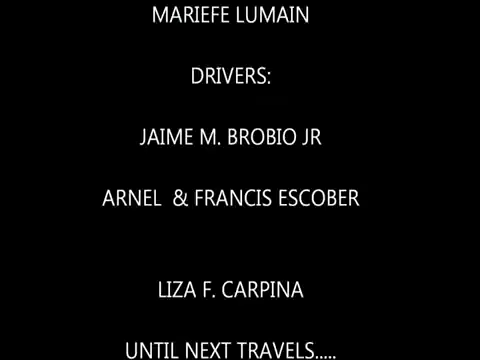 MARIEFE LUMAIN
DRIVERS:
JAIME M. BROBIO JR
ARNEL & FRANCIS ESCOBER
LIZA F. CARPINA
UNTIL NEXT TRAVELS.....